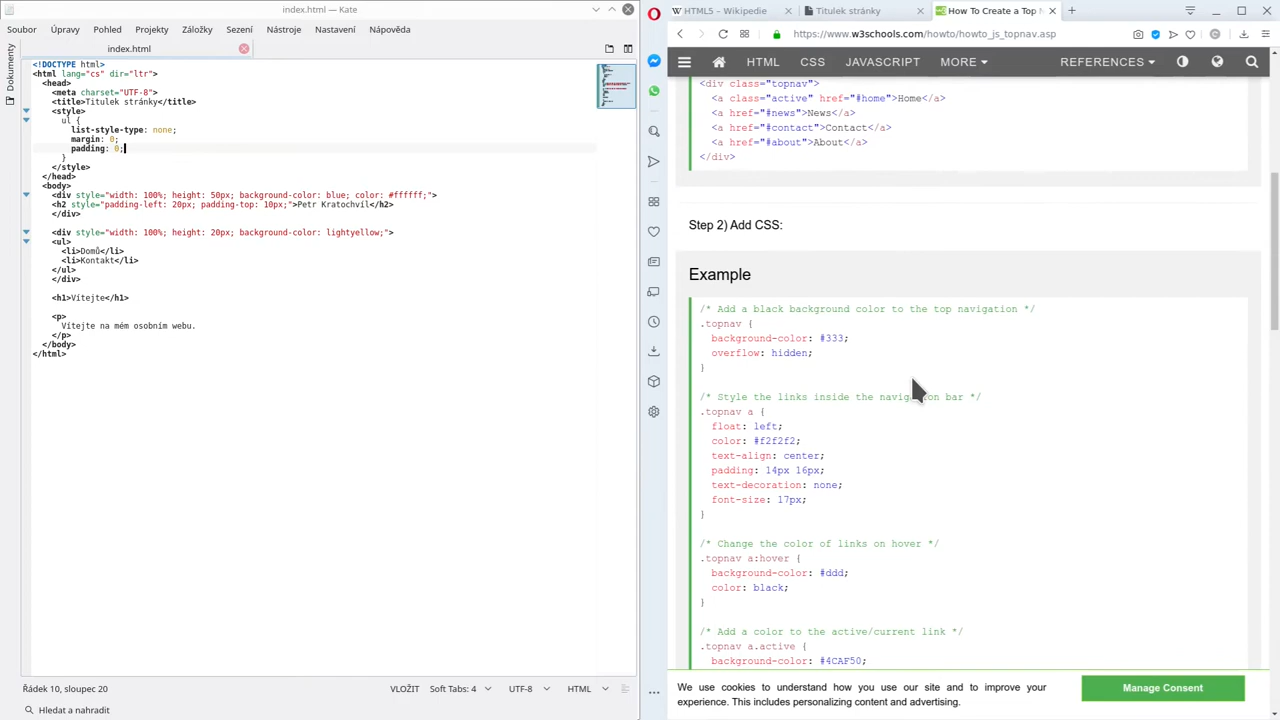 index.html — Kate
Soubor
Úpravy
Pohled
Projekty
Záložky
Sezení
Nástroje
Nastavení
Nápověda
index.html
Dokumenty
<!DOCTYPE html>
<html lang="cs" dir="ltr">
<head>
<meta charset="UTF-8">
<title>Titulek stránky</title>
<style>
ul {
list-style-type: none;
margin: 0;
padding: 0;
}
</style>
</head>
<body>
<div style="width: 100%; height: 50px; background-color: blue; color: #ffffff;">
<h2 style="padding-left: 20px; padding-top: 10px;">Petr Kratochvíl</h2>
</div>
<div style="width: 100%; height: 20px; background-color: lightyellow;">
<ul>
<li>Domů</li>
<li>Kontakt</li>
</ul>
</div>
<h1>Vítejte</h1>
<p>
Vítejte na mém osobním webu.
</p>
</body>
</html>
Řádek 10, sloupec 20
VLOŽIT
Soft Tabs: 4
UTF-8
HTML
Hledat a nahradit
HTML5 – Wikipedie
Titulek stránky
How To Create a Top N
https://www.w3schools.com/howto/howto_js_topnav.asp
HTML
CSS
JAVASCRIPT
MORE
REFERENCES
<div class="topnav">
<a class="active" href="#home">Home</a>
<a href="#news">News</a>
<a href="#contact">Contact</a>
<a href="#about">About</a>
</div>
Step 2) Add CSS:
Example
/* Add a black background color to the top navigation */
.topnav {
background-color: #333;
overflow: hidden;
}
/* Style the links inside the navigation bar */
.topnav a {
float: left;
color: #f2f2f2;
text-align: center;
padding: 14px 16px;
text-decoration: none;
font-size: 17px;
}
/* Change the color of links on hover */
.topnav a:hover {
background-color: #ddd;
color: black;
}
/* Add a color to the active/current link */
.topnav a.active {
background-color: #4CAF50;
We use cookies to understand how you use our site and to improve your
experience. This includes personalizing content and advertising.
Manage Consent